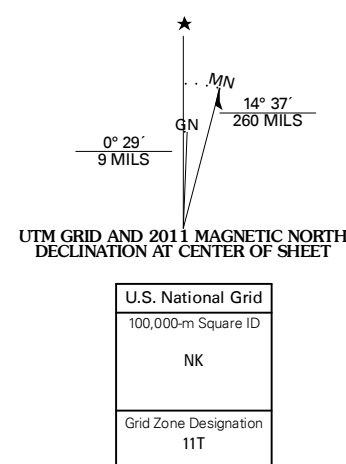 MN
GN
14° 37´
260 MILS
0° 29´
9 MILS
UTM GRID AND 2011 MAGNETIC NORTH
DECLINATION AT CENTER OF SHEET
U.S. National Grid
100,000-m Square ID
NK
Grid Zone Designation
11T